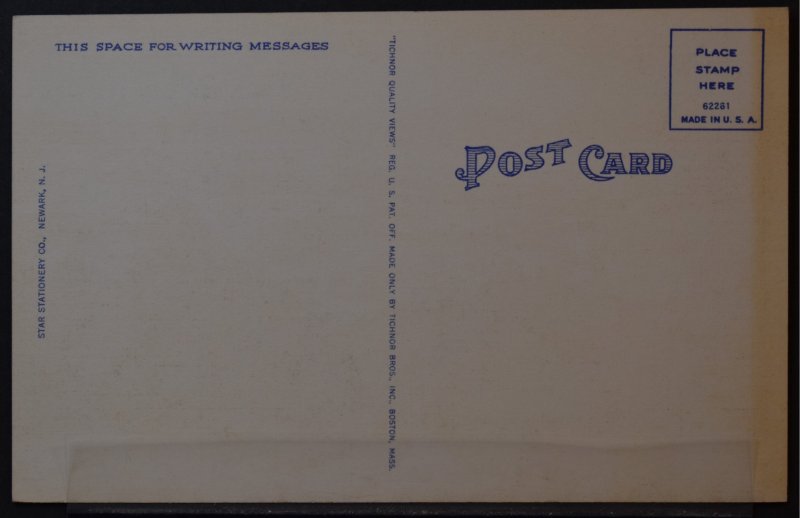 THIS SPACE FOR WRITING MESSAGES
STAR STATIONERY CO., NEWARK, N. J.
"TICHNOR QUALITY VIEWS" REG. U. S. PAT. OFF. MADE ONLY BY TICHNOR BROS., INC., BOSTON, MASS.
POST CARD
PLACE
STAMP
HERE
62281
MADE IN U. S. A.